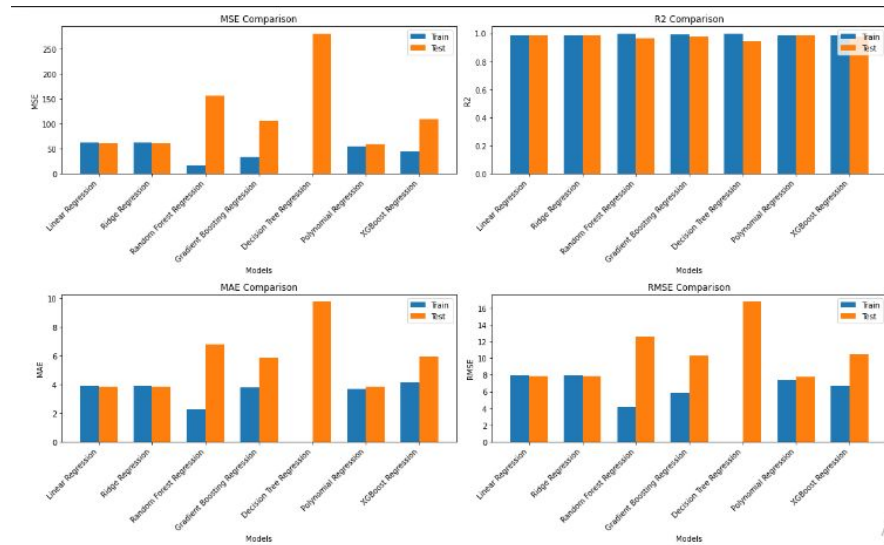 MSE Comparison
Train
Test
MSE
250
200
150
100
50
0
Linear Regression
Ridge Regression
Random Forest Regression
Gradient Boosting Regression
Decision Tree Regression
Polynomial Regression
XGBoost Regression
Models
R2 Comparison
Train
Test
R2
1.0
0.8
0.6
0.4
0.2
0.0
Linear Regression
Ridge Regression
Random Forest Regression
Gradient Boosting Regression
Decision Tree Regression
Polynomial Regression
XGBoost Regression
Models
MAE Comparison
Train
Test
MAE
10
8
6
4
2
0
Linear Regression
Ridge Regression
Random Forest Regression
Gradient Boosting Regression
Decision Tree Regression
Polynomial Regression
XGBoost Regression
Models
RMSE Comparison
Train
Test
RMSE
16
14
12
10
8
6
4
2
0
Linear Regression
Ridge Regression
Random Forest Regression
Gradient Boosting Regression
Decision Tree Regression
Polynomial Regression
XGBoost Regression
Models